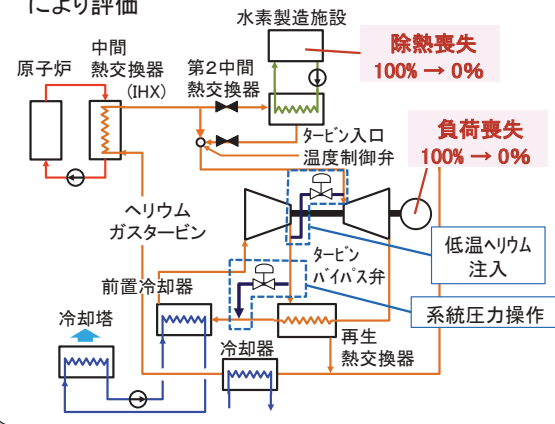 により評価
水素製造施設
除熱喪失
100% → 0%
中間
熱交換器
(IHX)
原子炉
第2中間
熱交換器
タービン入口
温度制御弁
負荷喪失
100% → 0%
ヘリウム
ガスタービン
低温ヘリウム
注入
タービン
バイパス弁
系統圧力操作
前置冷却器
冷却塔
冷却器
再生
熱交換器